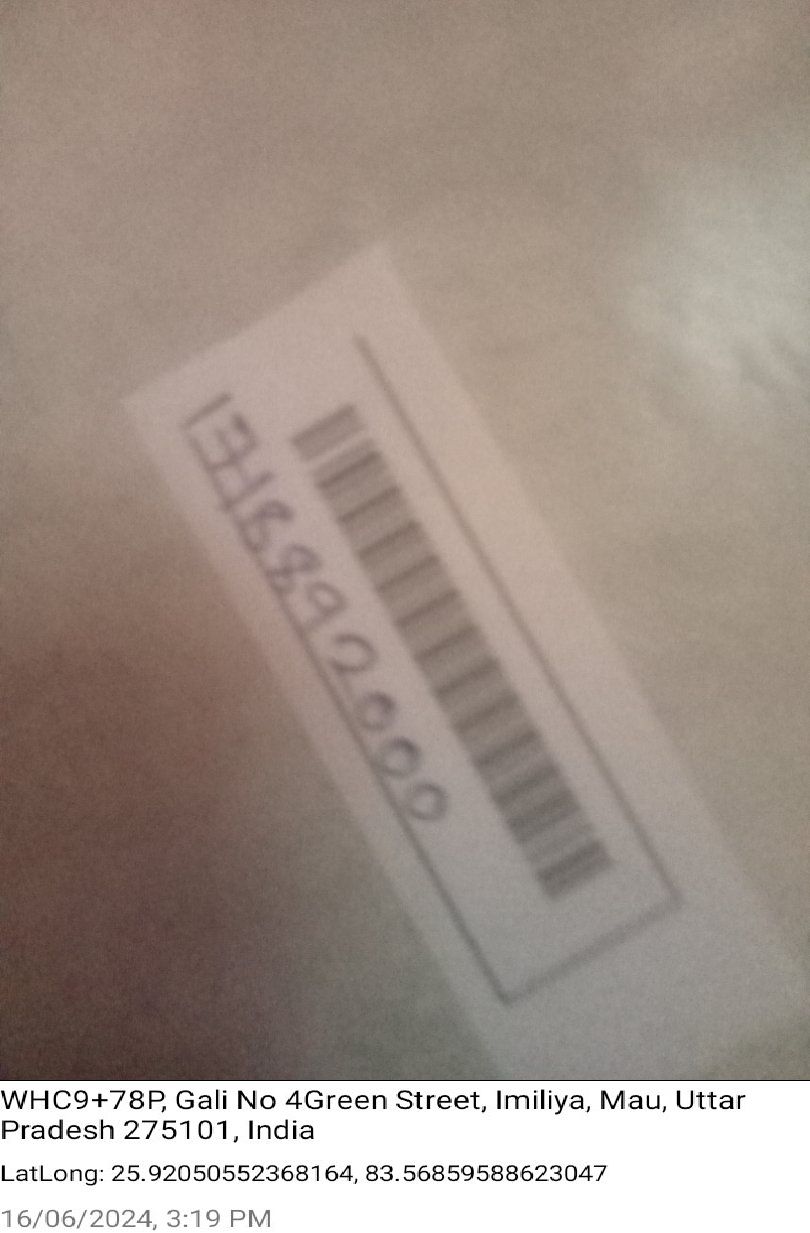 WHC9+78P, Gali No 4Green Street, Imiliya, Mau, Uttar
Pradesh 275101, India
LatLong: 25.92050552368164, 83.56859588623047
16/06/2024, 3:19 PM